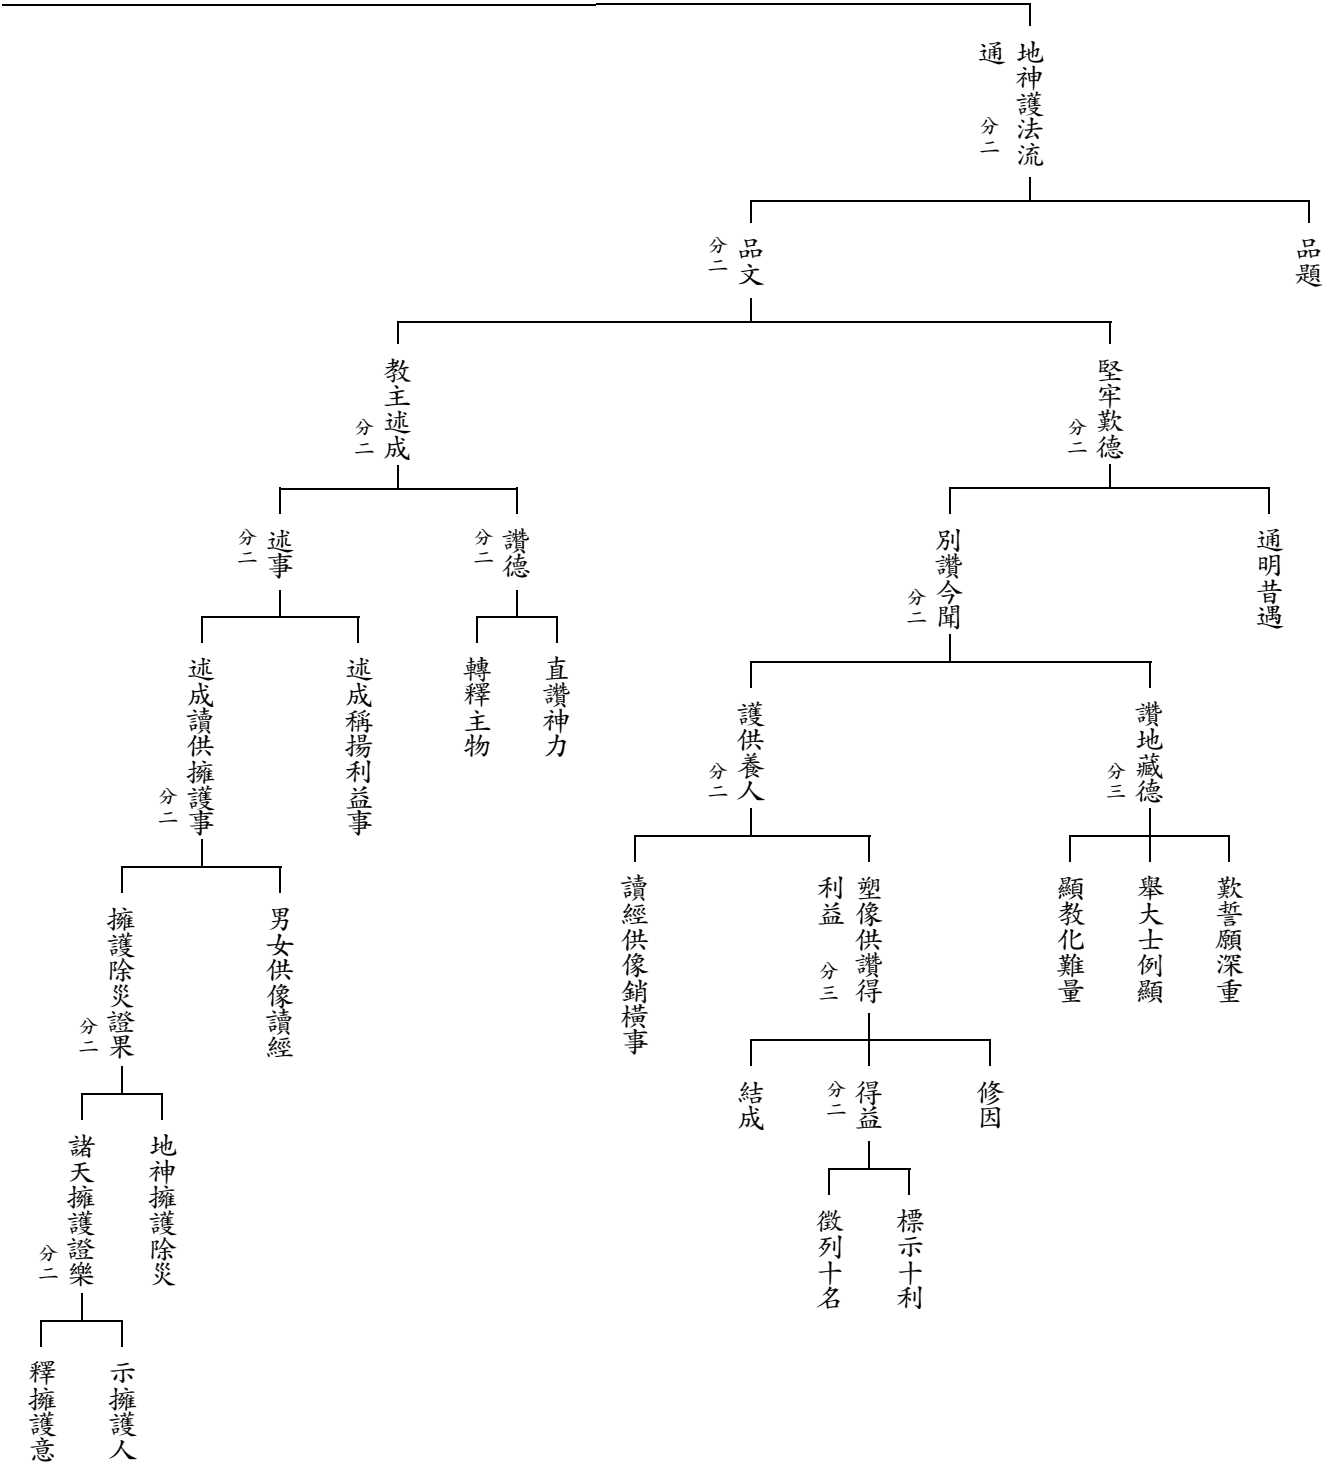 地神護法流
通 分二
品題
品文
分二
堅牢歎德
分二
教主述成
分二
通明昔遇
別讚今聞
分二
讚德
分二
述事
分二
直讚神力
轉釋主物
述成稱揚利益事
述成讀供擁護事
分二
讚地藏德
分三
護供養人
分二
歎誓願深重
舉大士例顯
顯教化難量
塑像供讚得
利益 分三
讀經供像銷橫事
男女供像讀經
擁護除災證果
分二
修因
得益
分二
結成
地神擁護除災
諸天擁護證樂
分二
標示十利
徵列十名
示擁護人
釋擁護意